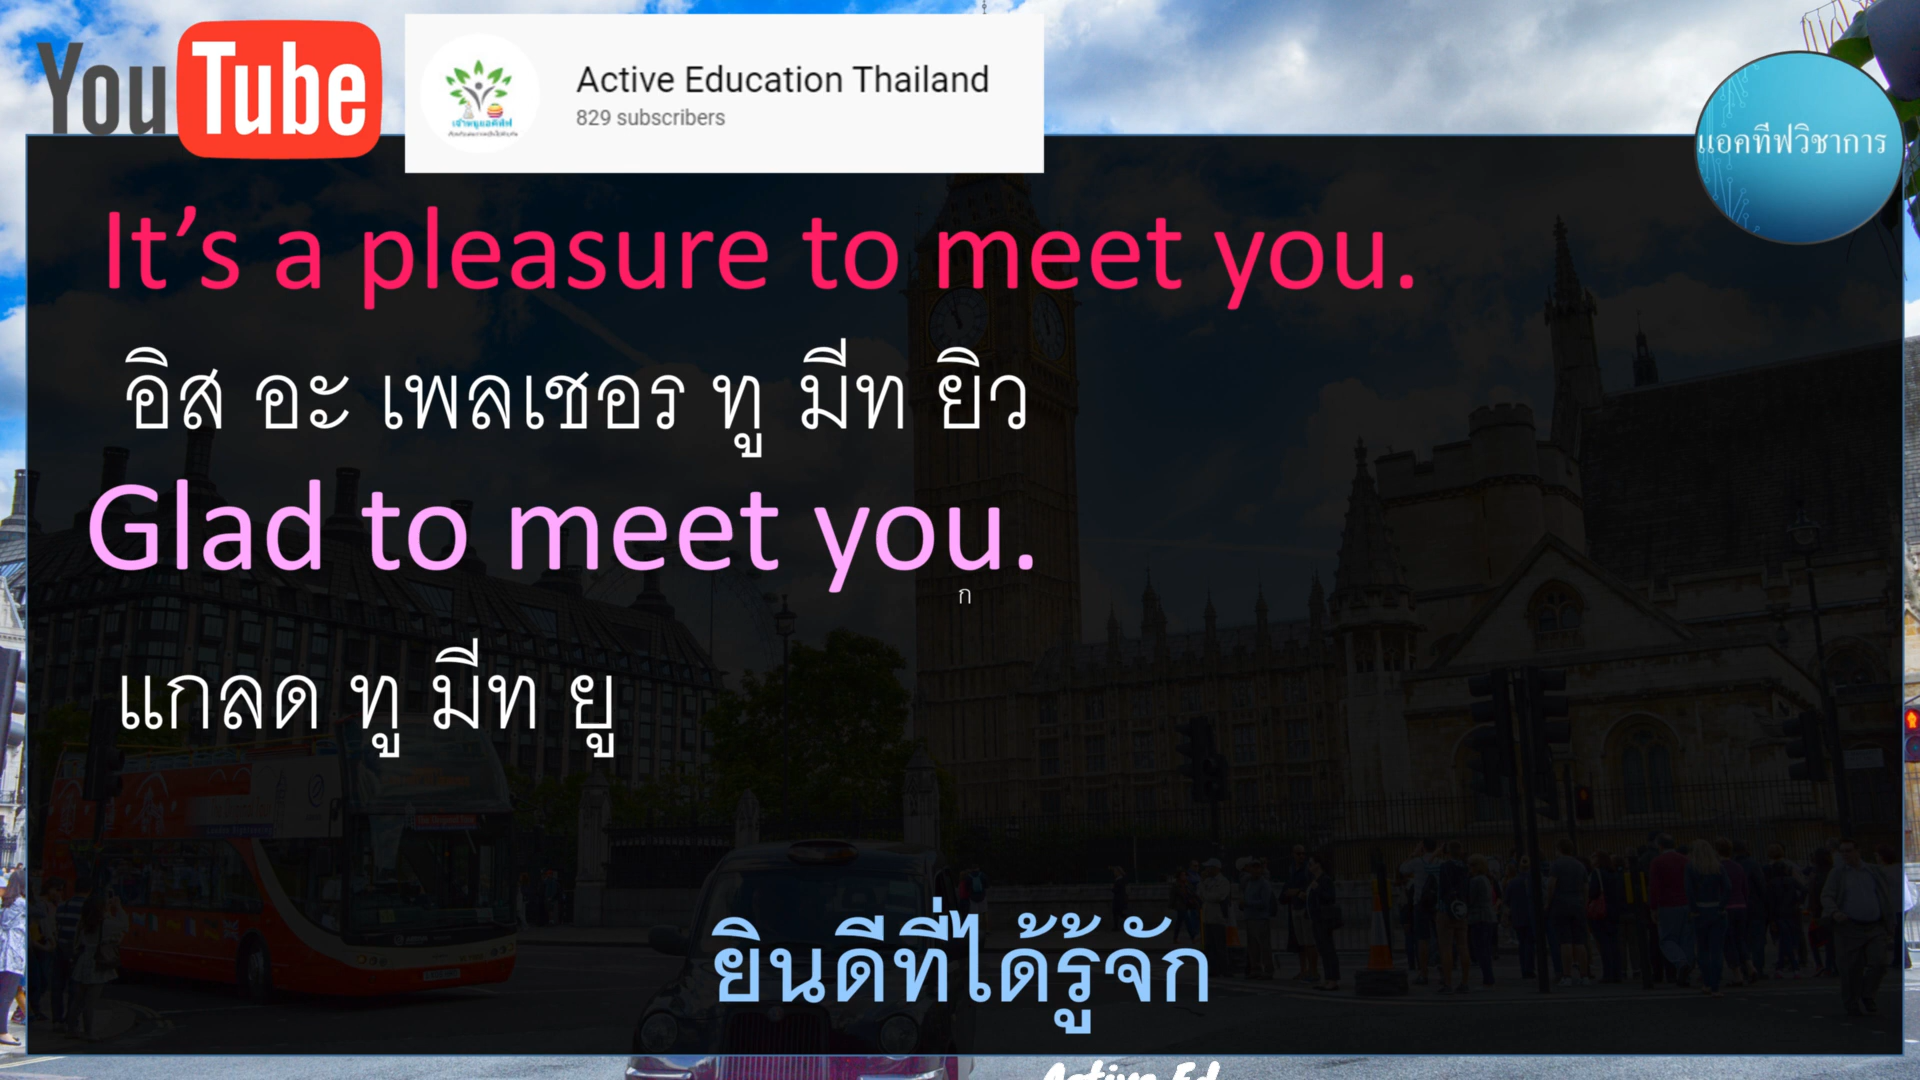 YouTube
Active Education Thailand
829 subscribers
แอคทีฟวิชาการ
It’s a pleasure to meet you.
อิส อะ เพลเชอร ทู มีท ยิว
Glad to meet you.
ก
แกลด ทู มีท ยู
ยินดีที่ได้รู้จัก
Active Ed